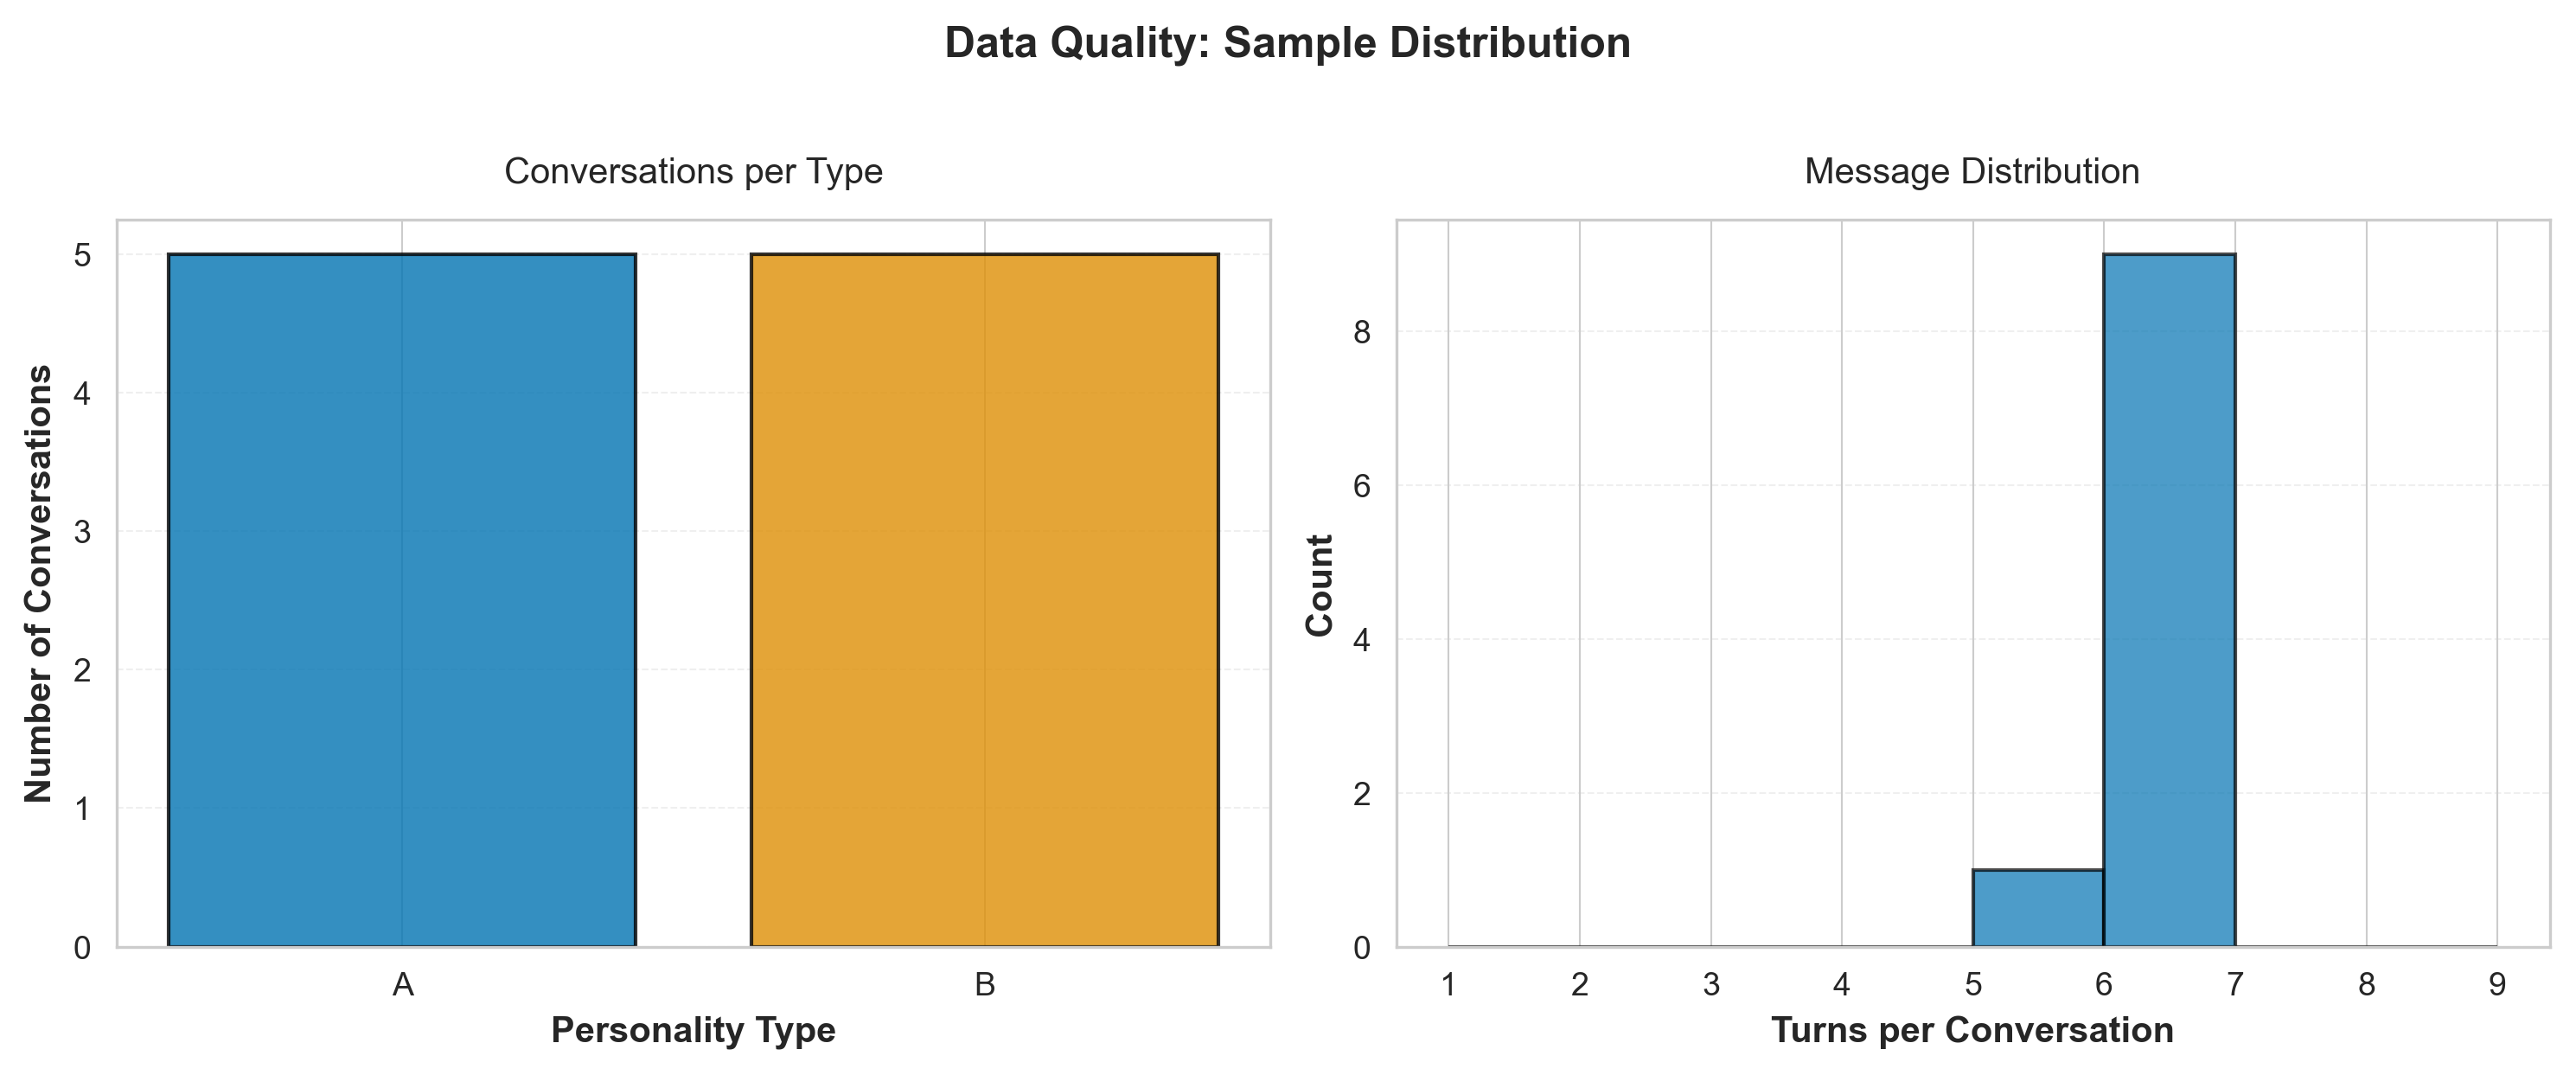 Data Quality: Sample Distribution
Conversations per Type
5
4
3
2
1
0
Number of Conversations
A
B
Personality Type
Message Distribution
8
6
4
2
0
Count
1
2
3
4
5
6
7
8
9
Turns per Conversation